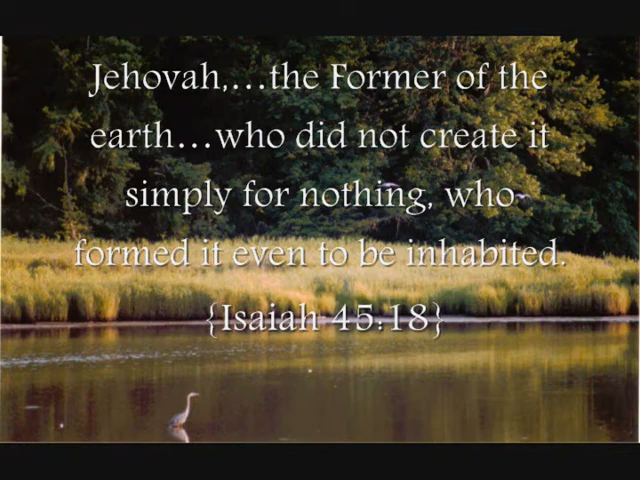 Jehovah,...the Former of the
earth...who did not create it
simply for nothing, who
formed it even to be inhabited.
{Isaiah 45:18}